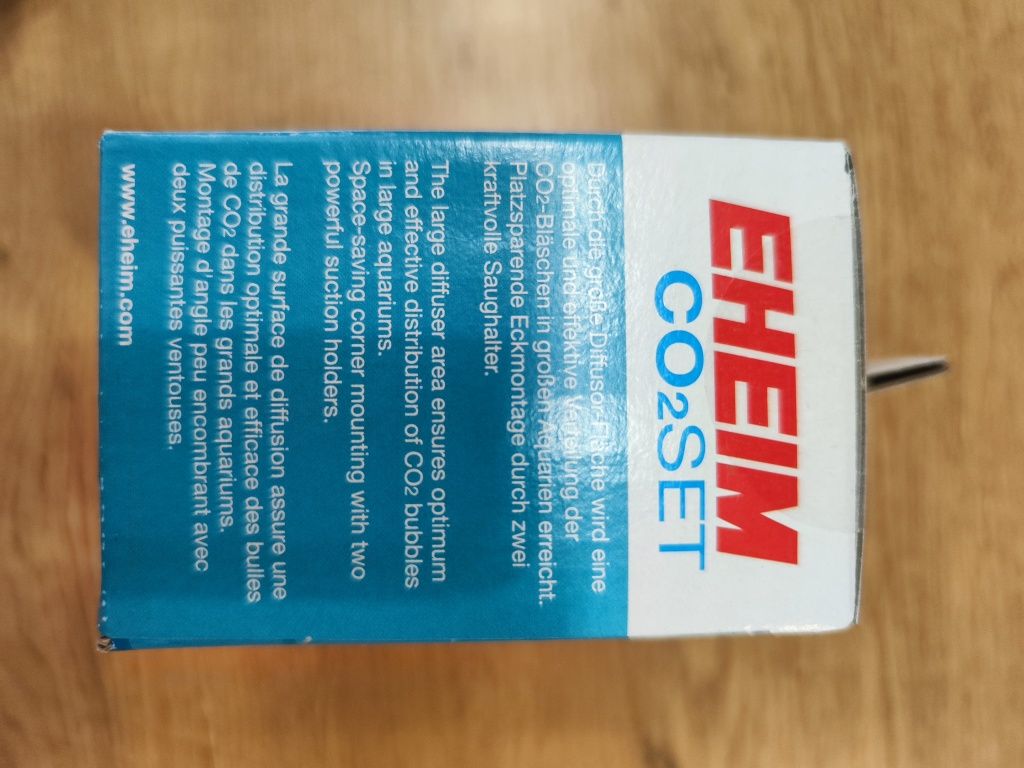 EHEIM
CO2SET
Durch die große Diffusor-Fläche wird eine
optimale und effektive Verteilung der
CO2-Bläschen in großen Aquarien erreicht.
Platzsparende Eckmontage durch zwei
kraftvolle Saughalter.
The large diffuser area ensures optimum
and effective distribution of CO2 bubbles
in large aquariums.
Space-saving corner mounting with two
powerful suction holders.
La grande surface de diffusion assure une
distribution optimale et efficace des bulles
de CO2 dans les grands aquariums.
Montage d'angle peu encombrant avec
deux puissantes ventouses.
www.eheim.com